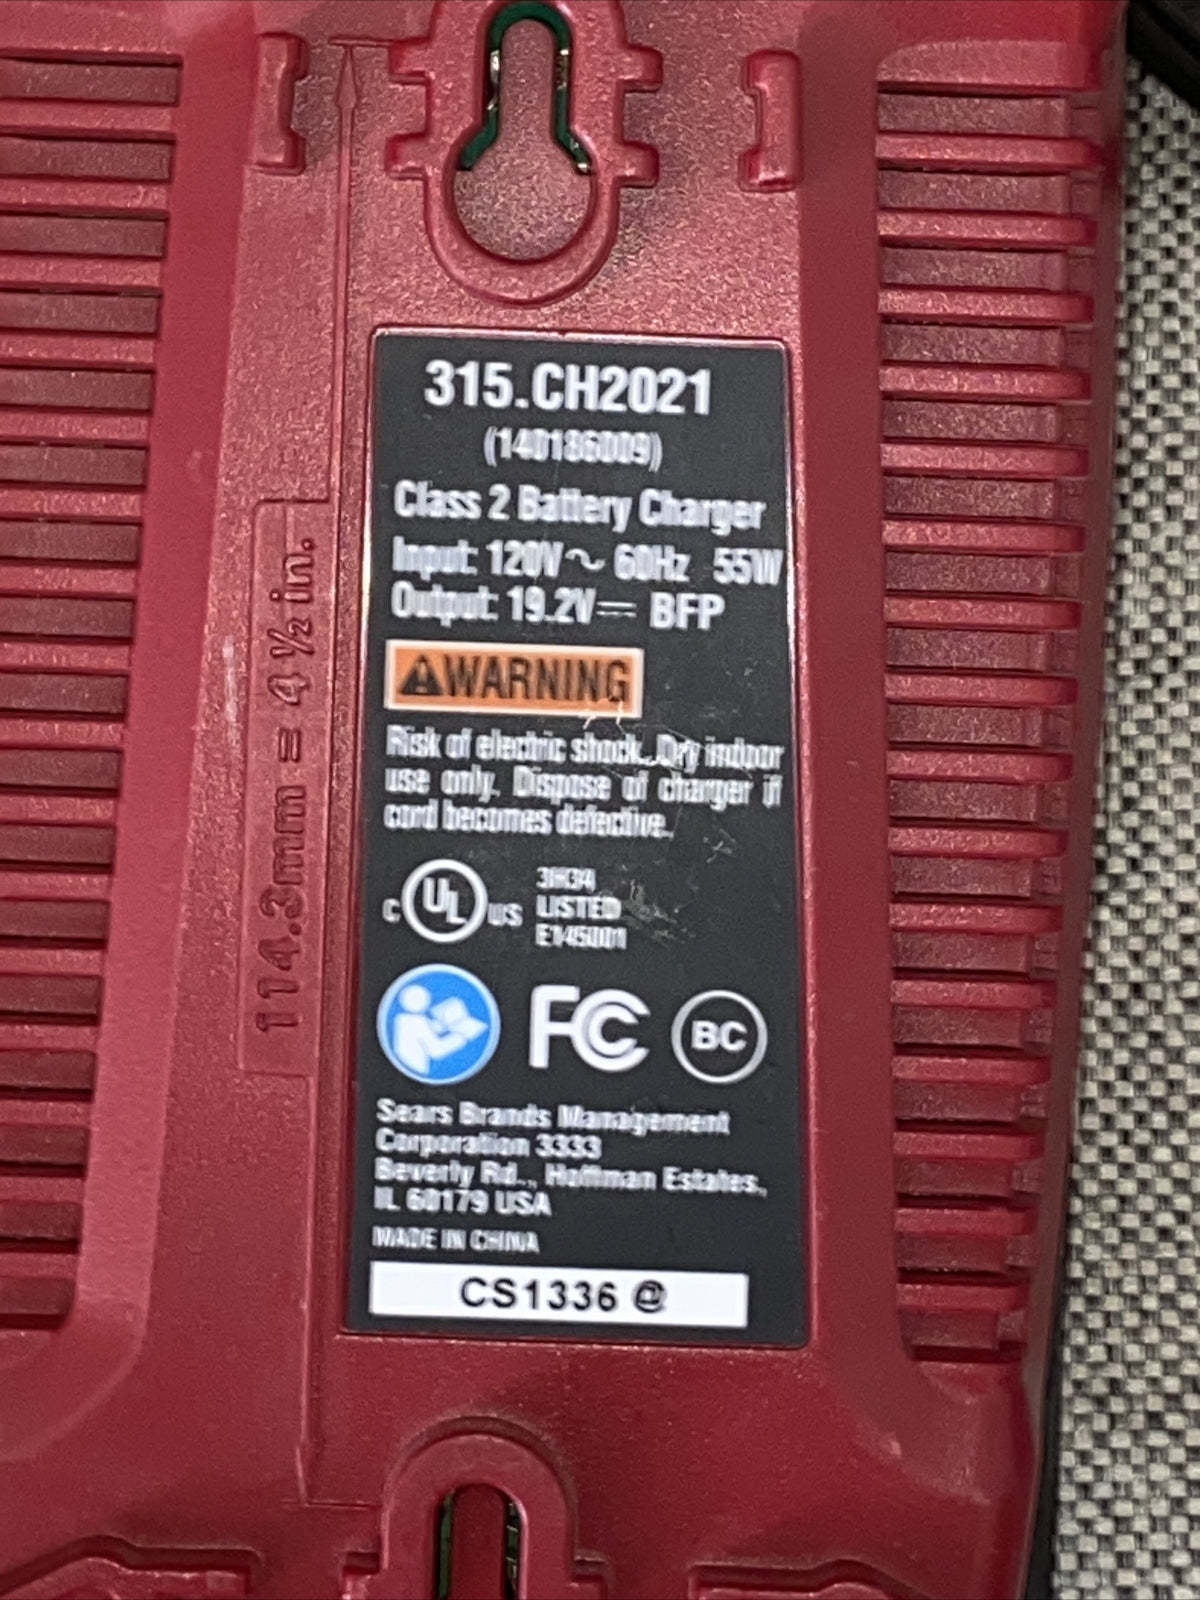 315.CH2021
(140186009)
Class 2 Battery Charger
Input: 120V ~ 60Hz 55W
Output: 19.2V ⎓ BFP
⚠WARNING
Risk of electric shock. Dry indoor
use only. Dispose of charger if
cord becomes defective.
C UL US
3H34
LISTED
E145001
FC BC
Sears Brands Management
Corporation 3333
Beverly Rd., Hoffman Estates,
IL 60179 USA
MADE IN CHINA
CS1336 @
114.3mm = 4 ½ in.